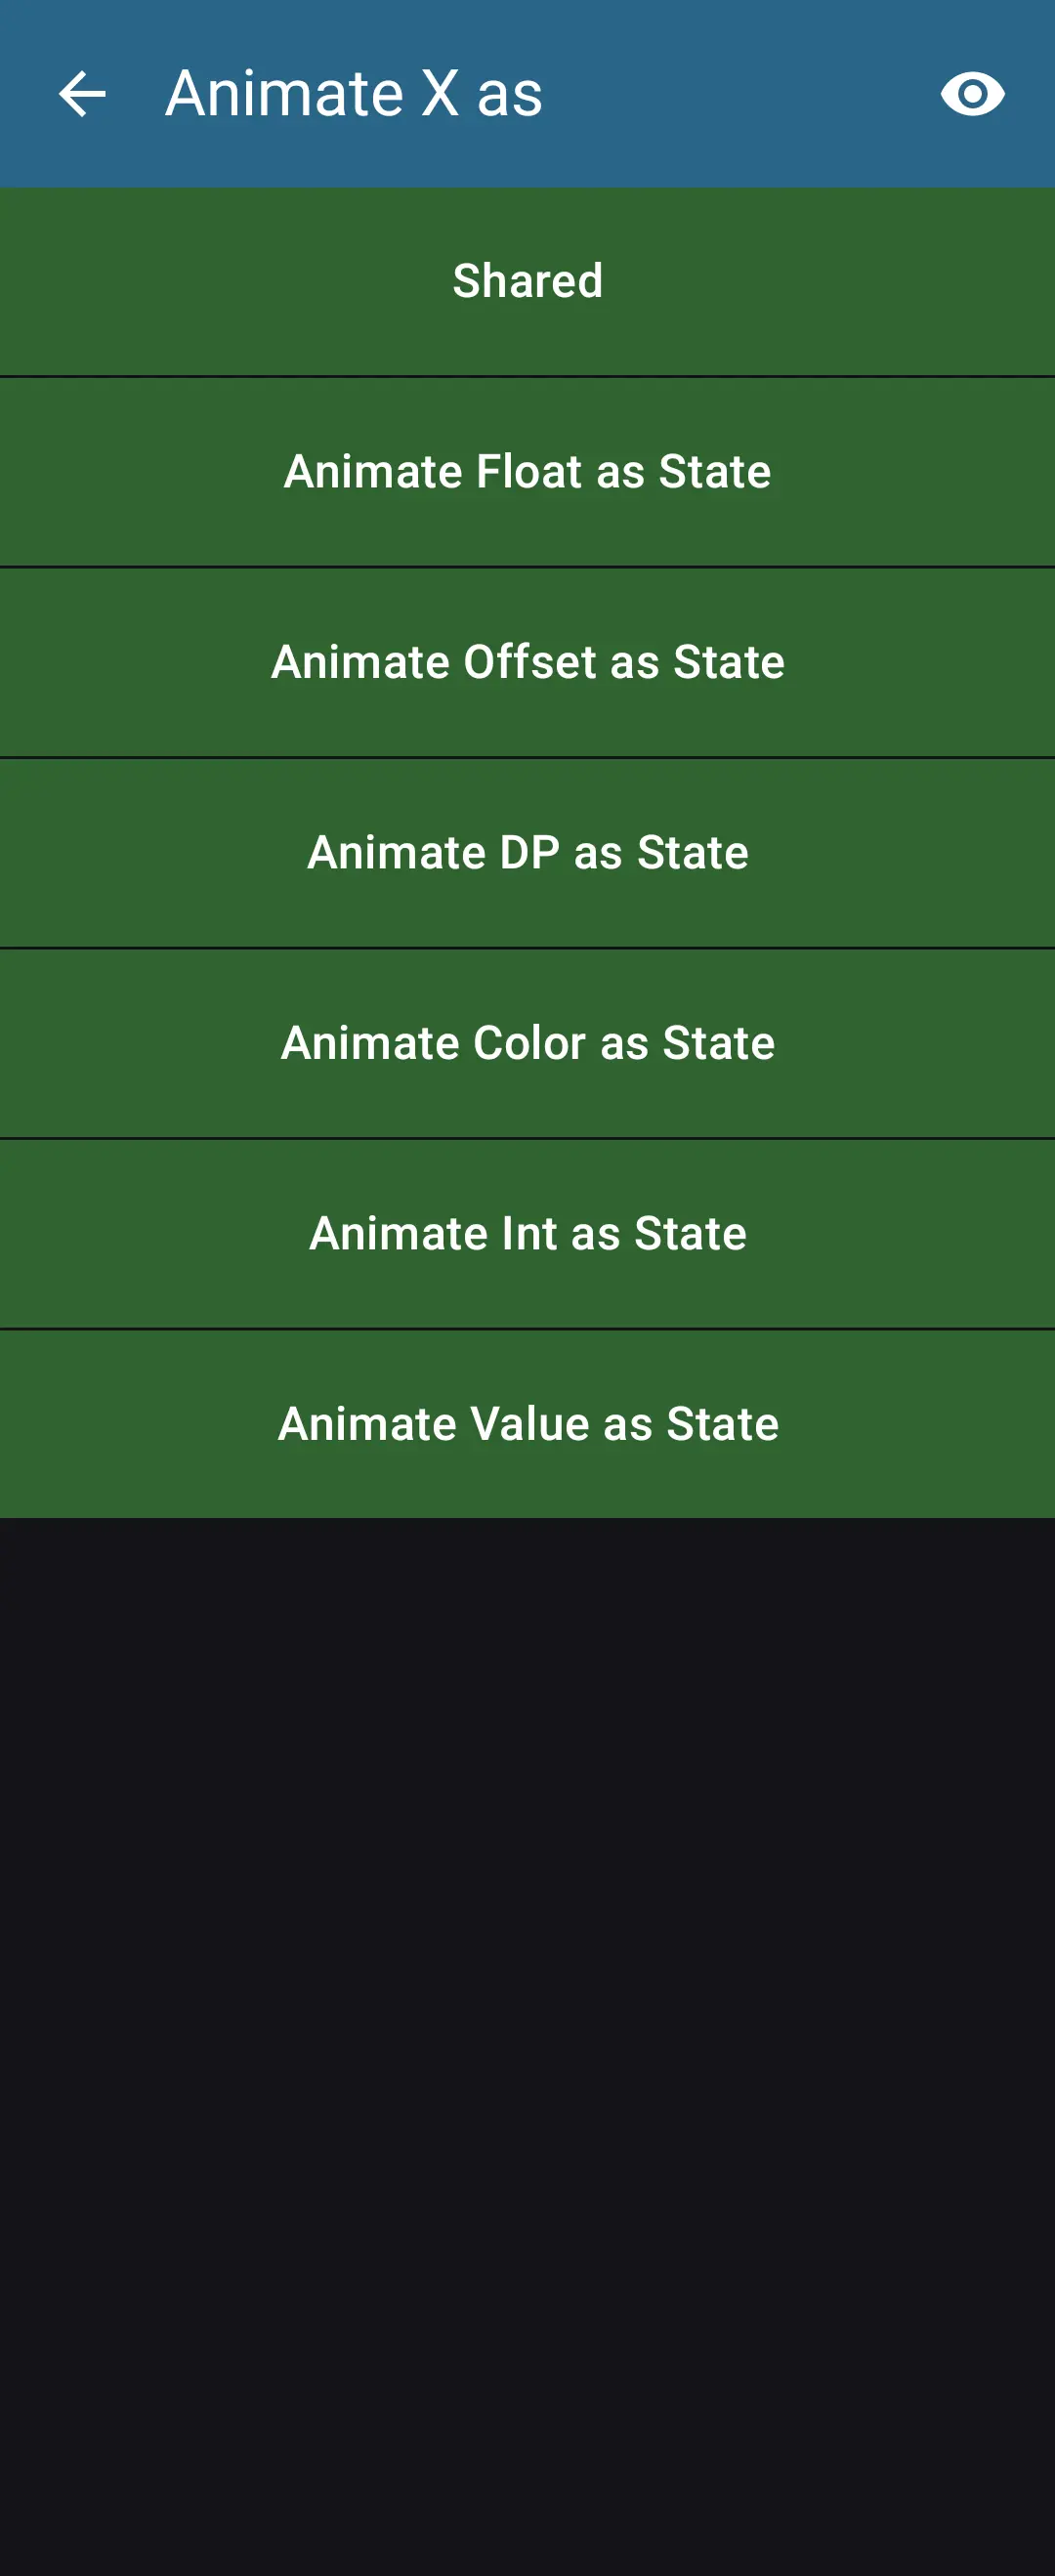 Animate X as
Shared
Animate Float as State
Animate Offset as State
Animate DP as State
Animate Color as State
Animate Int as State
Animate Value as State